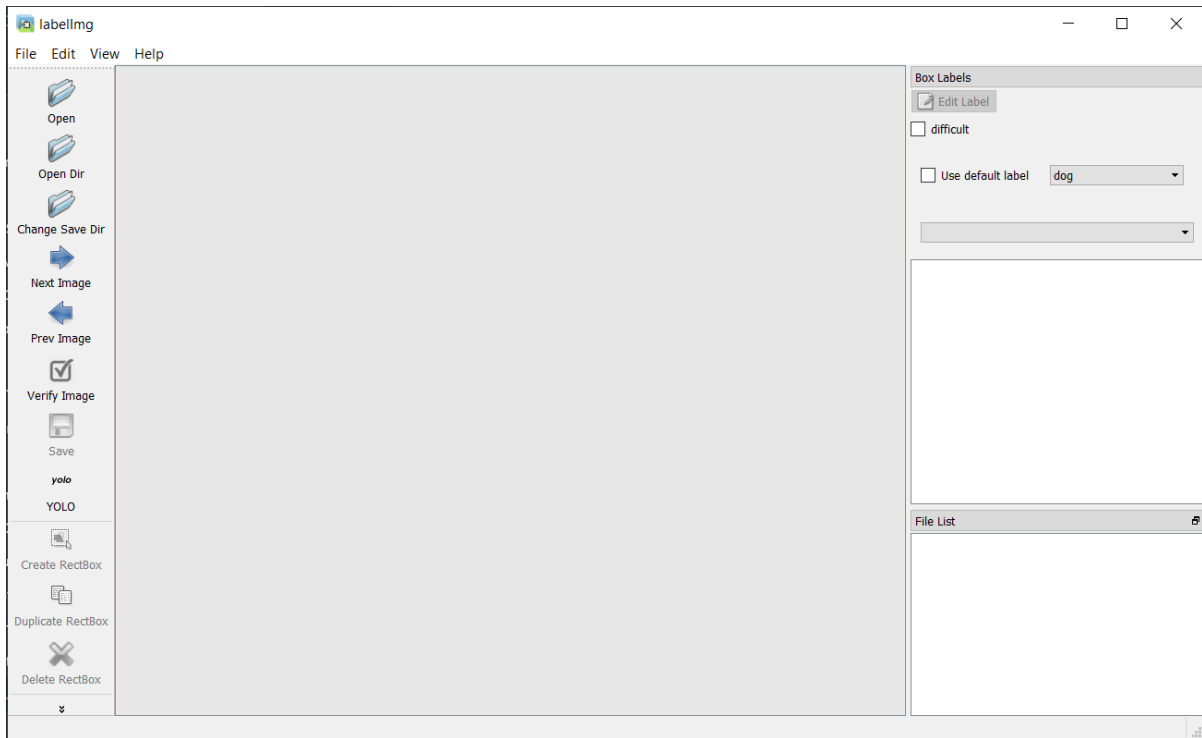 labelImg
File Edit View Help
Open
Open Dir
Change Save Dir
Next Image
Prev Image
Verify Image
Save
yolo
YOLO
Create RectBox
Duplicate RectBox
Delete RectBox
Box Labels
Edit Label
difficult
Use default label dog
File List